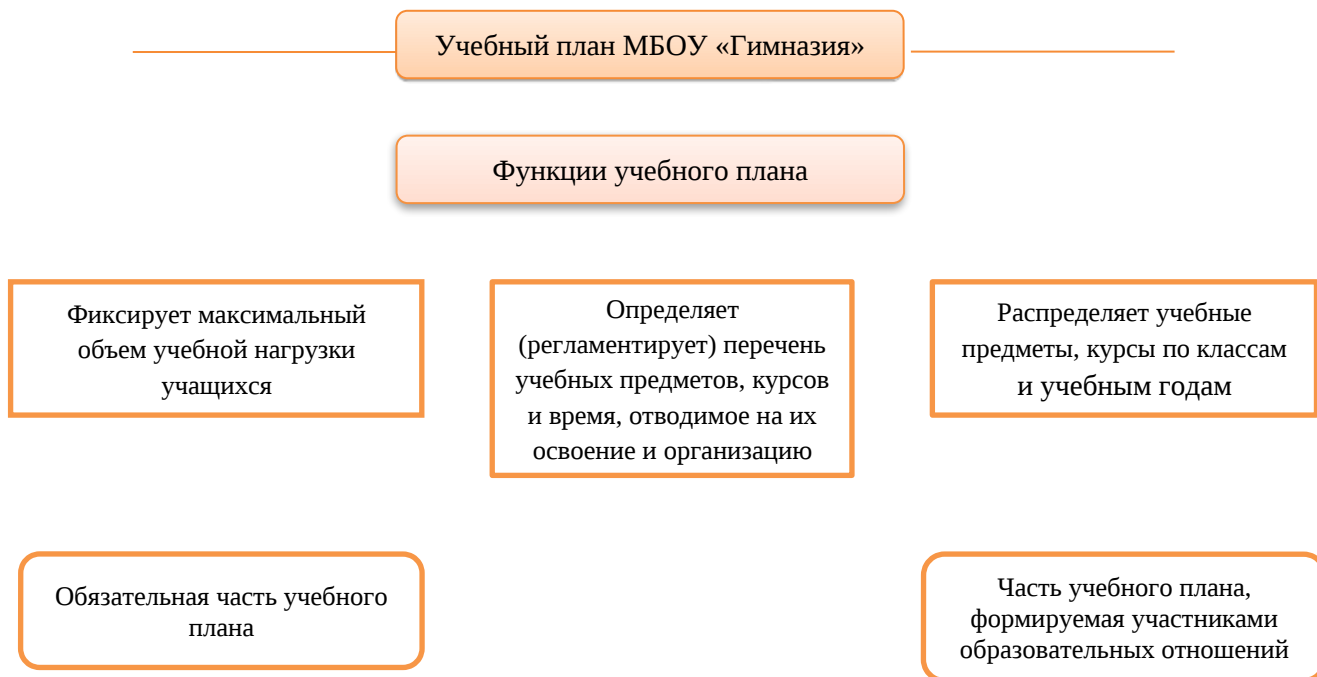 Учебный план МБОУ «Гимназия»
Функции учебного плана
Фиксирует максимальный
объем учебной нагрузки
учащихся
Определяет
(регламентирует) перечень
учебных предметов, курсов
и время, отводимое на их
освоение и организацию
Распределяет учебные
предметы, курсы по классам
и учебным годам
Обязательная часть учебного
плана
Часть учебного плана,
формируемая участниками
образовательных отношений